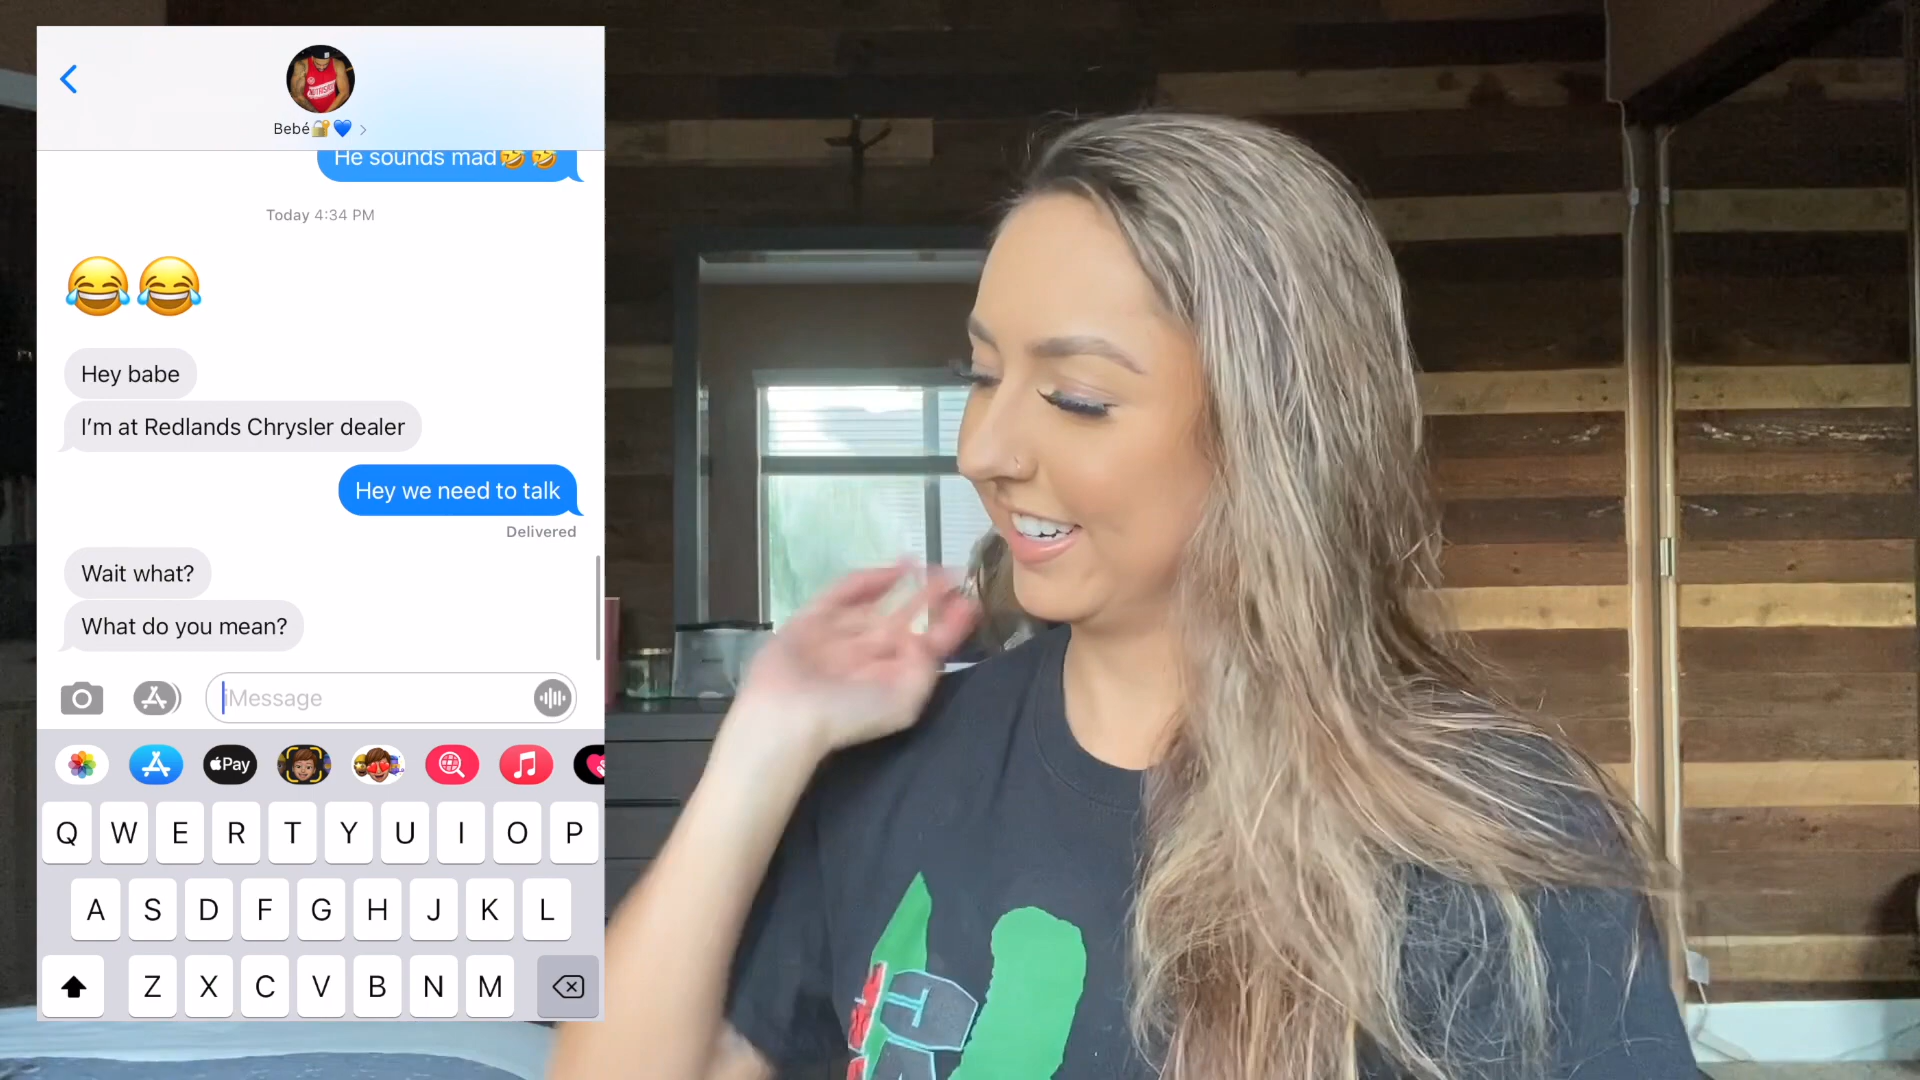 Bebé🔐💙 >
He sounds mad🤣🤣
Today 4:34 PM
😂😂
Hey babe
I'm at Redlands Chrysler dealer
Hey we need to talk
Delivered
Wait what?
What do you mean?
iMessage
Pay
Q W E R T Y U I O P
A S D F G H J K L
Z X C V B N M